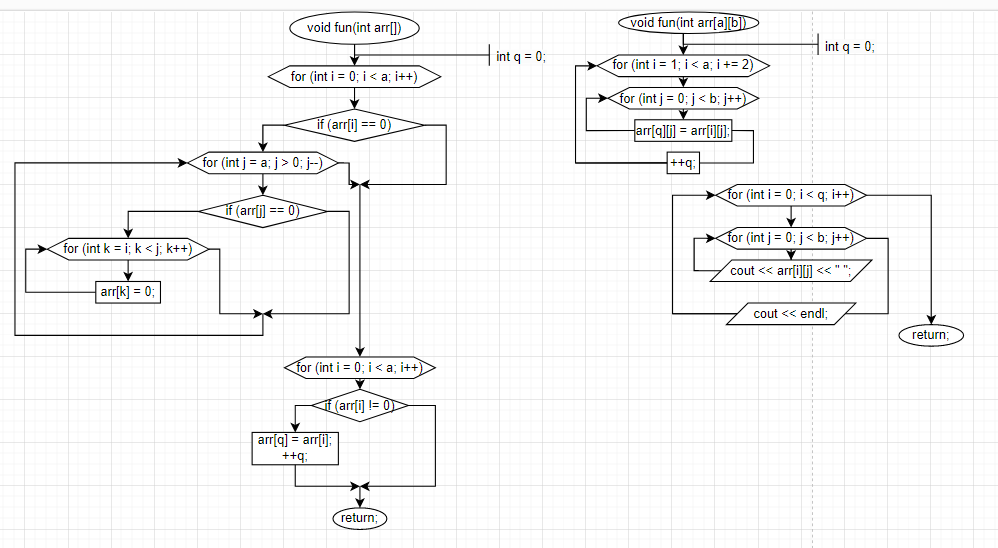 void fun(int arr[])
int q = 0;
for (int i = 0; i < a; i++)
if (arr[i] == 0)
for (int j = a; j > 0; j--)
if (arr[j] == 0)
for (int k = i; k < j; k++)
arr[k] = 0;
for (int i = 0; i < a; i++)
if (arr[i] != 0)
arr[q] = arr[i];
++q;
return;
void fun(int arr[a][b])
int q = 0;
for (int i = 1; i < a; i += 2)
for (int j = 0; j < b; j++)
arr[q][j] = arr[i][j];
++q;
for (int i = 0; i < q; i++)
for (int j = 0; j < b; j++)
cout << arr[i][j] << " ";
cout << endl;
return;